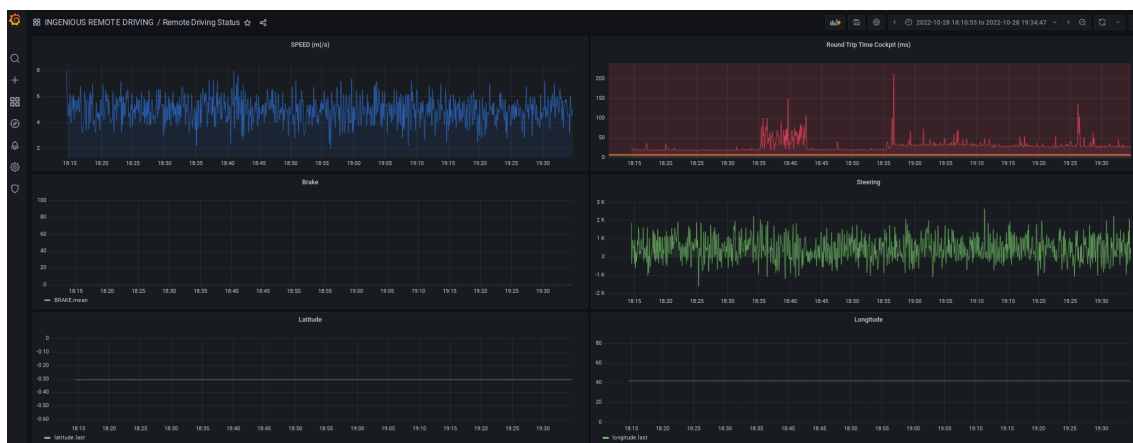 INGENIOUS REMOTE DRIVING / Remote Driving Status
2022-10-28 18:10:55 to 2022-10-28 19:34:47
SPEED (m(/s)
8
6
4
2
18:15 18:20 18:25 18:30 18:35 18:40 18:45 18:50 18:55 19:00 19:05 19:10 19:15 19:20 19:25 19:30
Round Trip Time Cockpit (ms)
200
150
100
50
0
18:15 18:20 18:25 18:30 18:35 18:40 18:45 18:50 18:55 19:00 19:05 19:10 19:15 19:20 19:25 19:30
Brake
100
80
60
40
20
0
18:15 18:20 18:25 18:30 18:35 18:40 18:45 18:50 18:55 19:00 19:05 19:10 19:15 19:20 19:25 19:30
BRAKE.mean
Steering
3 K
2 K
1 K
0
-1 K
-2 K
18:15 18:20 18:25 18:30 18:35 18:40 18:45 18:50 18:55 19:00 19:05 19:10 19:15 19:20 19:25 19:30
Latitude
0
-0.10
-0.20
-0.30
-0.40
-0.50
-0.60
18:15 18:20 18:25 18:30 18:35 18:40 18:45 18:50 18:55 19:00 19:05 19:10 19:15 19:20 19:25 19:30
latitude.last
Longitude
80
60
40
20
0
18:15 18:20 18:25 18:30 18:35 18:40 18:45 18:50 18:55 19:00 19:05 19:10 19:15 19:20 19:25 19:30
longitude.last